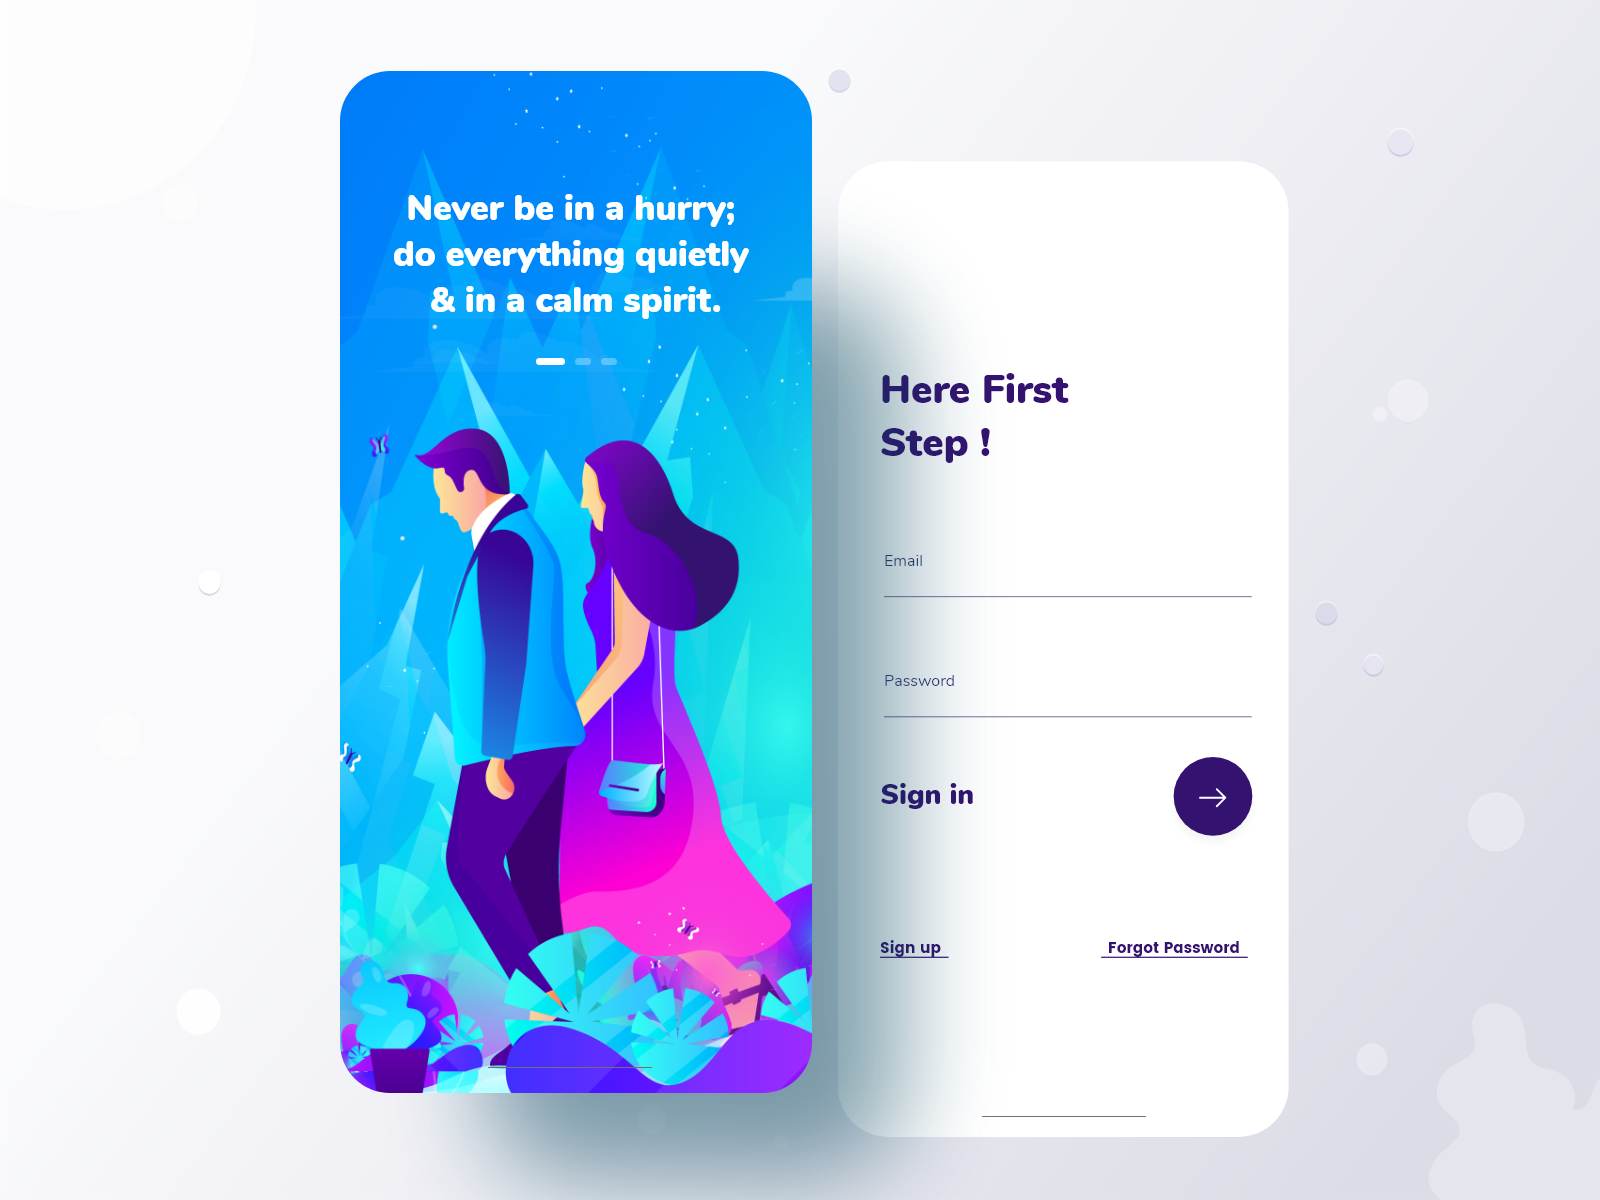 Never be in a hurry;
do everything quietly
& in a calm spirit.
Here First
Step !
Email
Password
Sign in
Sign up
Forgot Password